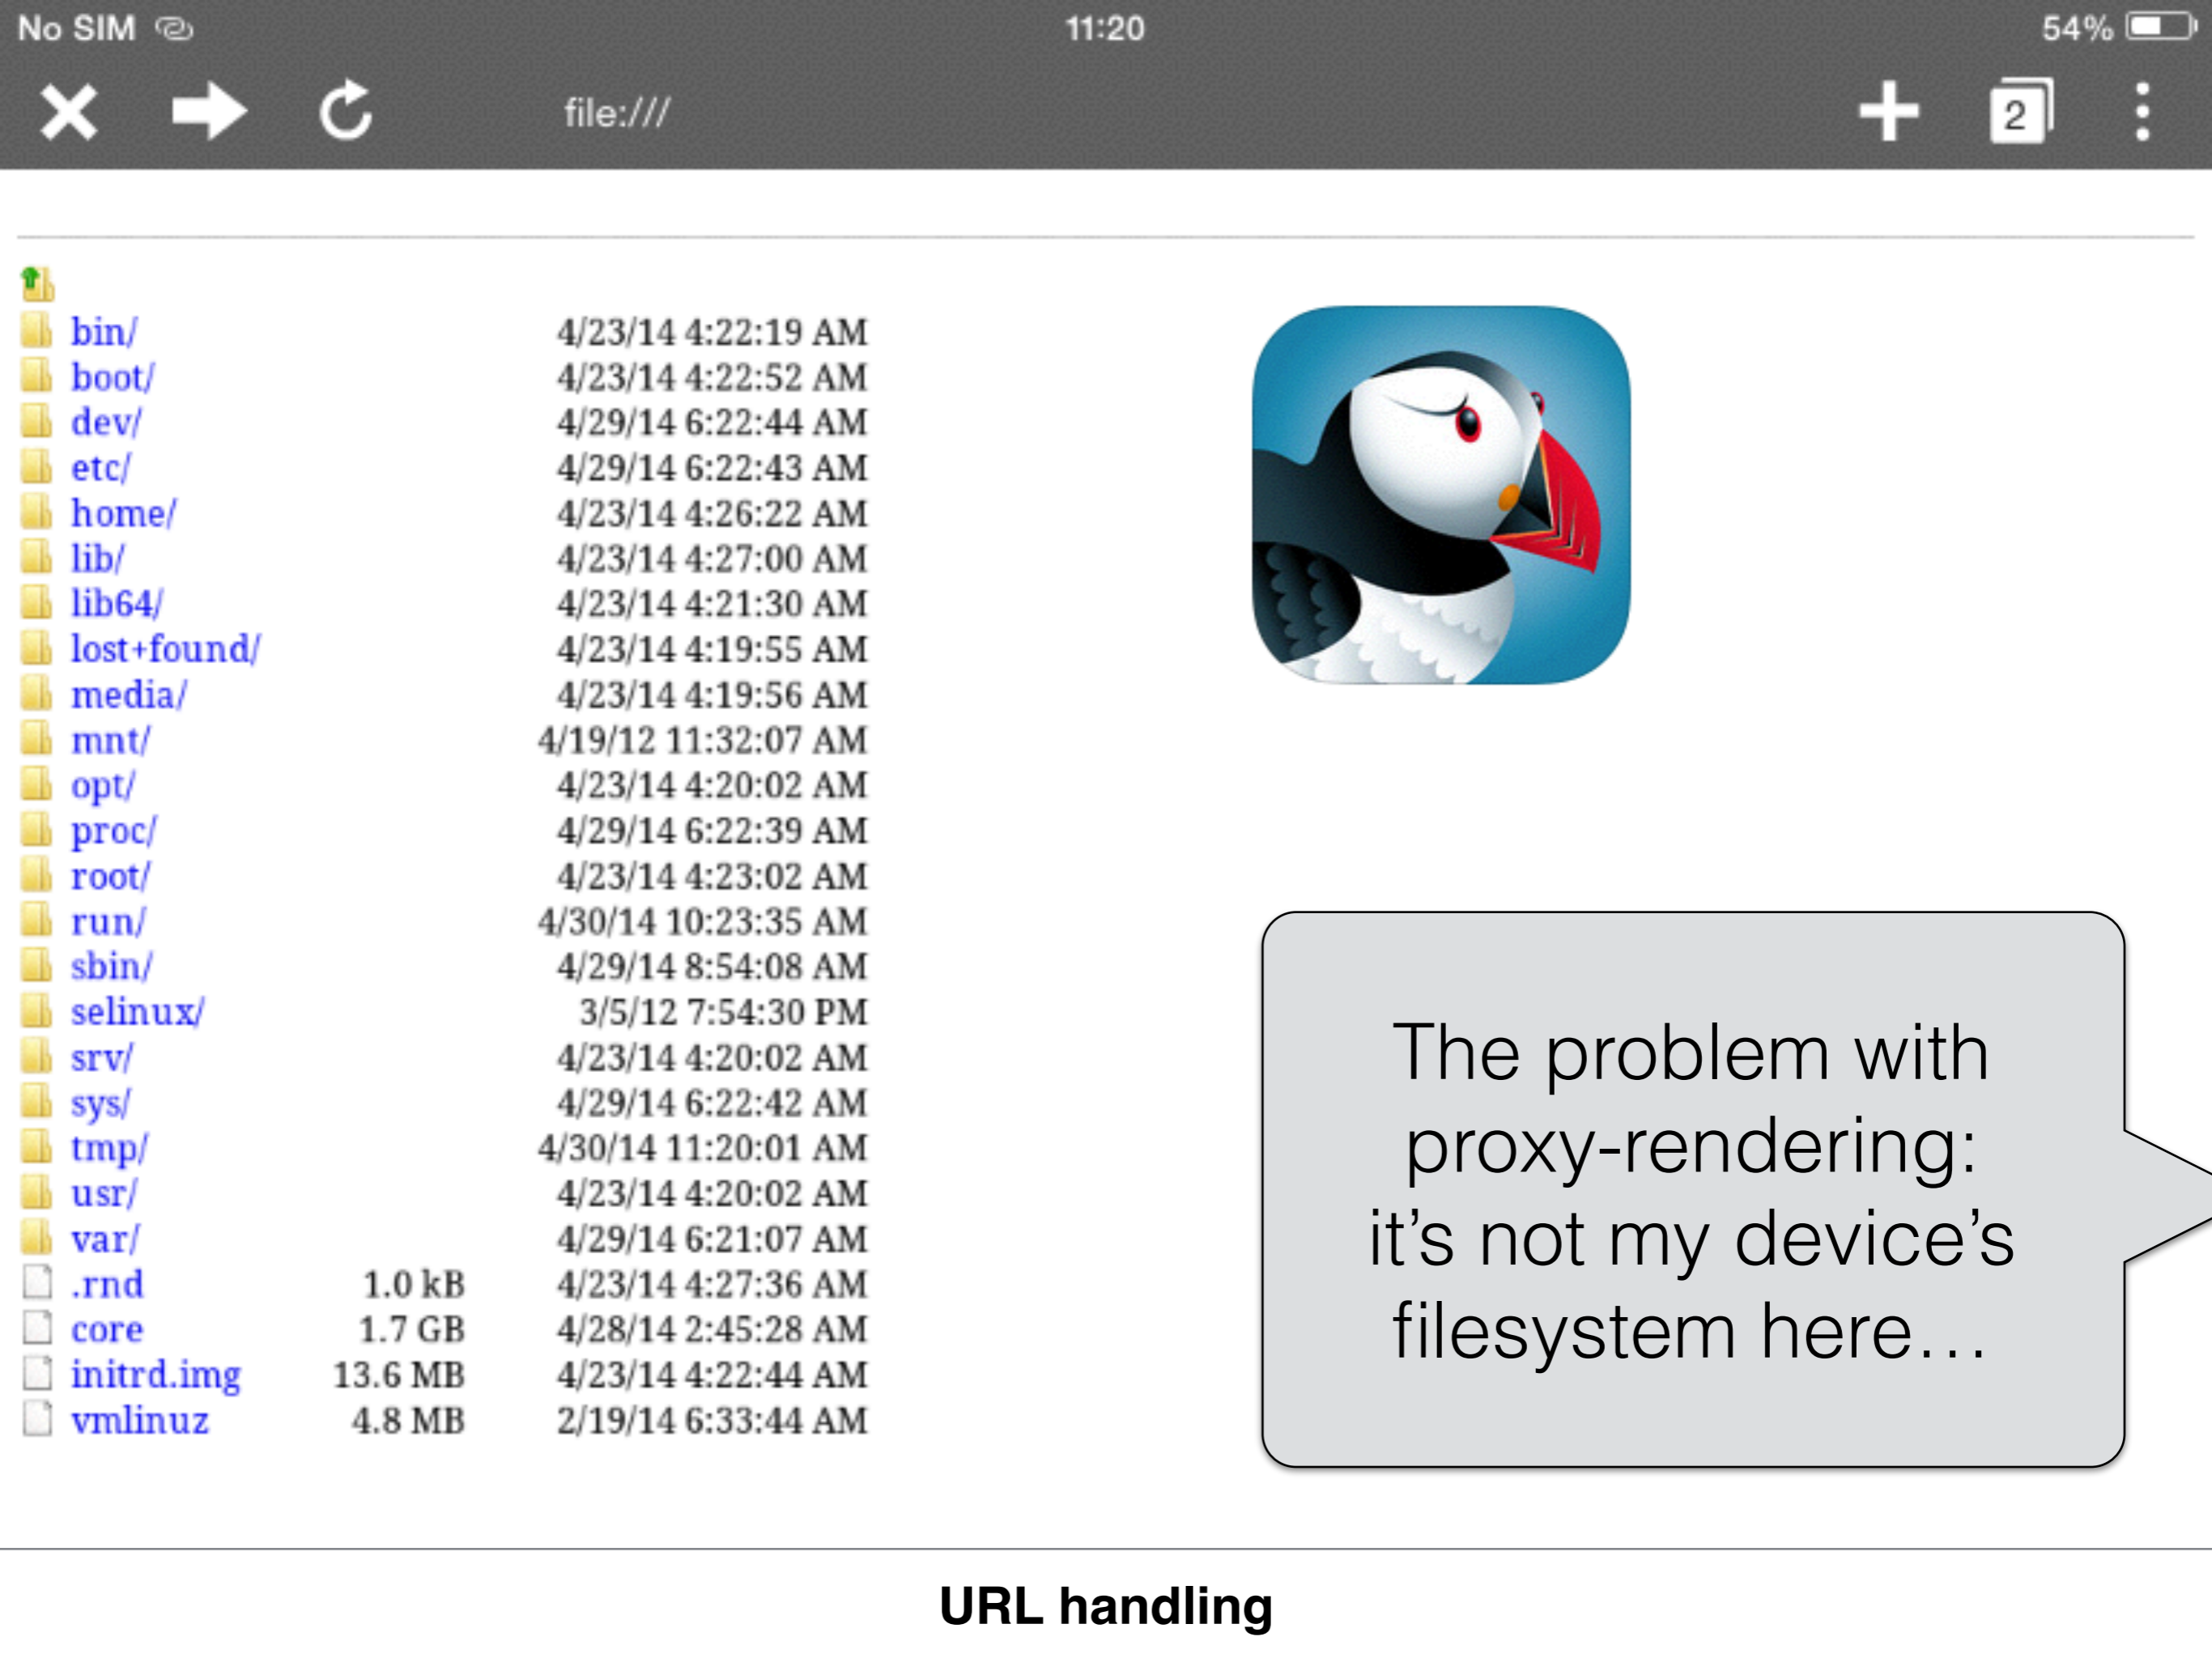 No SIM 11:20 54%
file:/// 2
bin/ 4/23/14 4:22:19 AM
boot/ 4/23/14 4:22:52 AM
dev/ 4/29/14 6:22:44 AM
etc/ 4/29/14 6:22:43 AM
home/ 4/23/14 4:26:22 AM
lib/ 4/23/14 4:27:00 AM
lib64/ 4/23/14 4:21:30 AM
lost+found/ 4/23/14 4:19:55 AM
media/ 4/23/14 4:19:56 AM
mnt/ 4/19/12 11:32:07 AM
opt/ 4/23/14 4:20:02 AM
proc/ 4/29/14 6:22:39 AM
root/ 4/23/14 4:23:02 AM
run/ 4/30/14 10:23:35 AM
sbin/ 4/29/14 8:54:08 AM
selinux/ 3/5/12 7:54:30 PM
srv/ 4/23/14 4:20:02 AM
sys/ 4/29/14 6:22:42 AM
tmp/ 4/30/14 11:20:01 AM
usr/ 4/23/14 4:20:02 AM
var/ 4/29/14 6:21:07 AM
.rnd 1.0 kB 4/23/14 4:27:36 AM
core 1.7 GB 4/28/14 2:45:28 AM
initrd.img 13.6 MB 4/23/14 4:22:44 AM
vmlinuz 4.8 MB 2/19/14 6:33:44 AM
The problem with
proxy-rendering:
it’s not my device’s
filesystem here…
URL handling